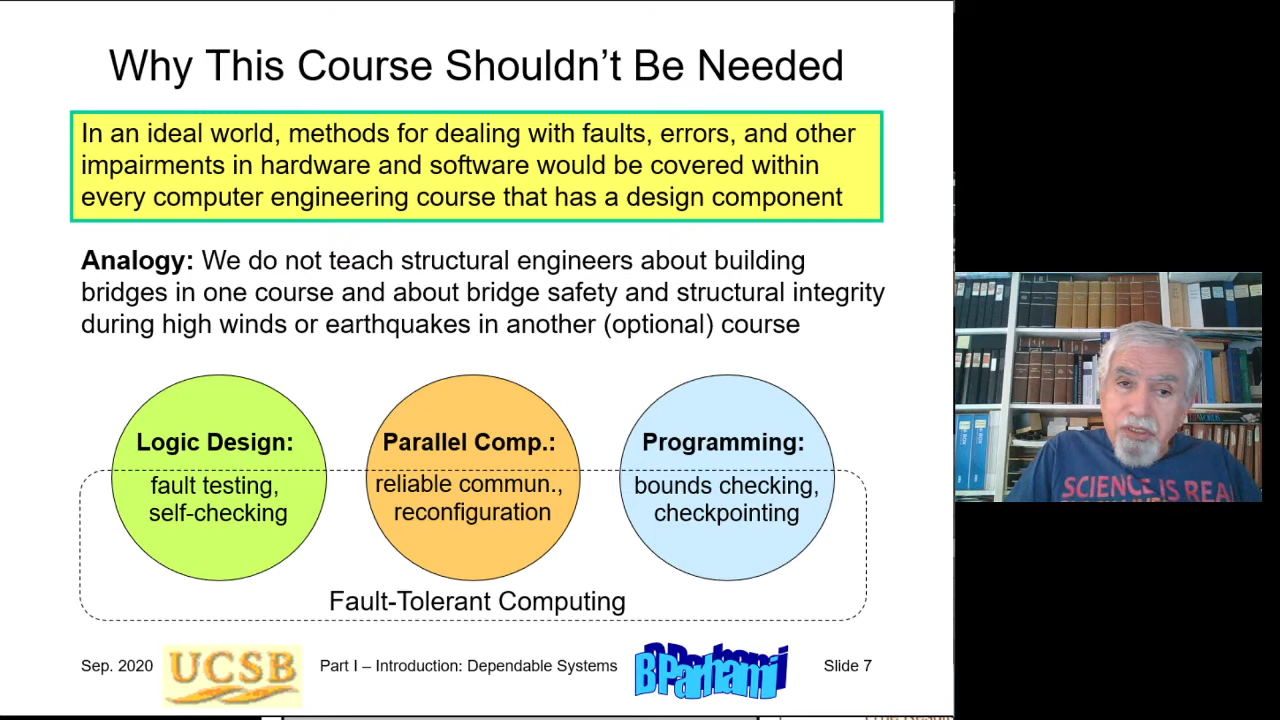 Why This Course Shouldn't Be Needed
In an ideal world, methods for dealing with faults, errors, and other
impairments in hardware and software would be covered within
every computer engineering course that has a design component
Analogy: We do not teach structural engineers about building
bridges in one course and about bridge safety and structural integrity
during high winds or earthquakes in another (optional) course
Logic Design:
fault testing,
self-checking
Parallel Comp.:
reliable commun.,
reconfiguration
Programming:
bounds checking,
checkpointing
Fault-Tolerant Computing
Sep. 2020
UCSB
Part I – Introduction: Dependable Systems
B Parhami
Slide 7
SCIENCE IS REAL